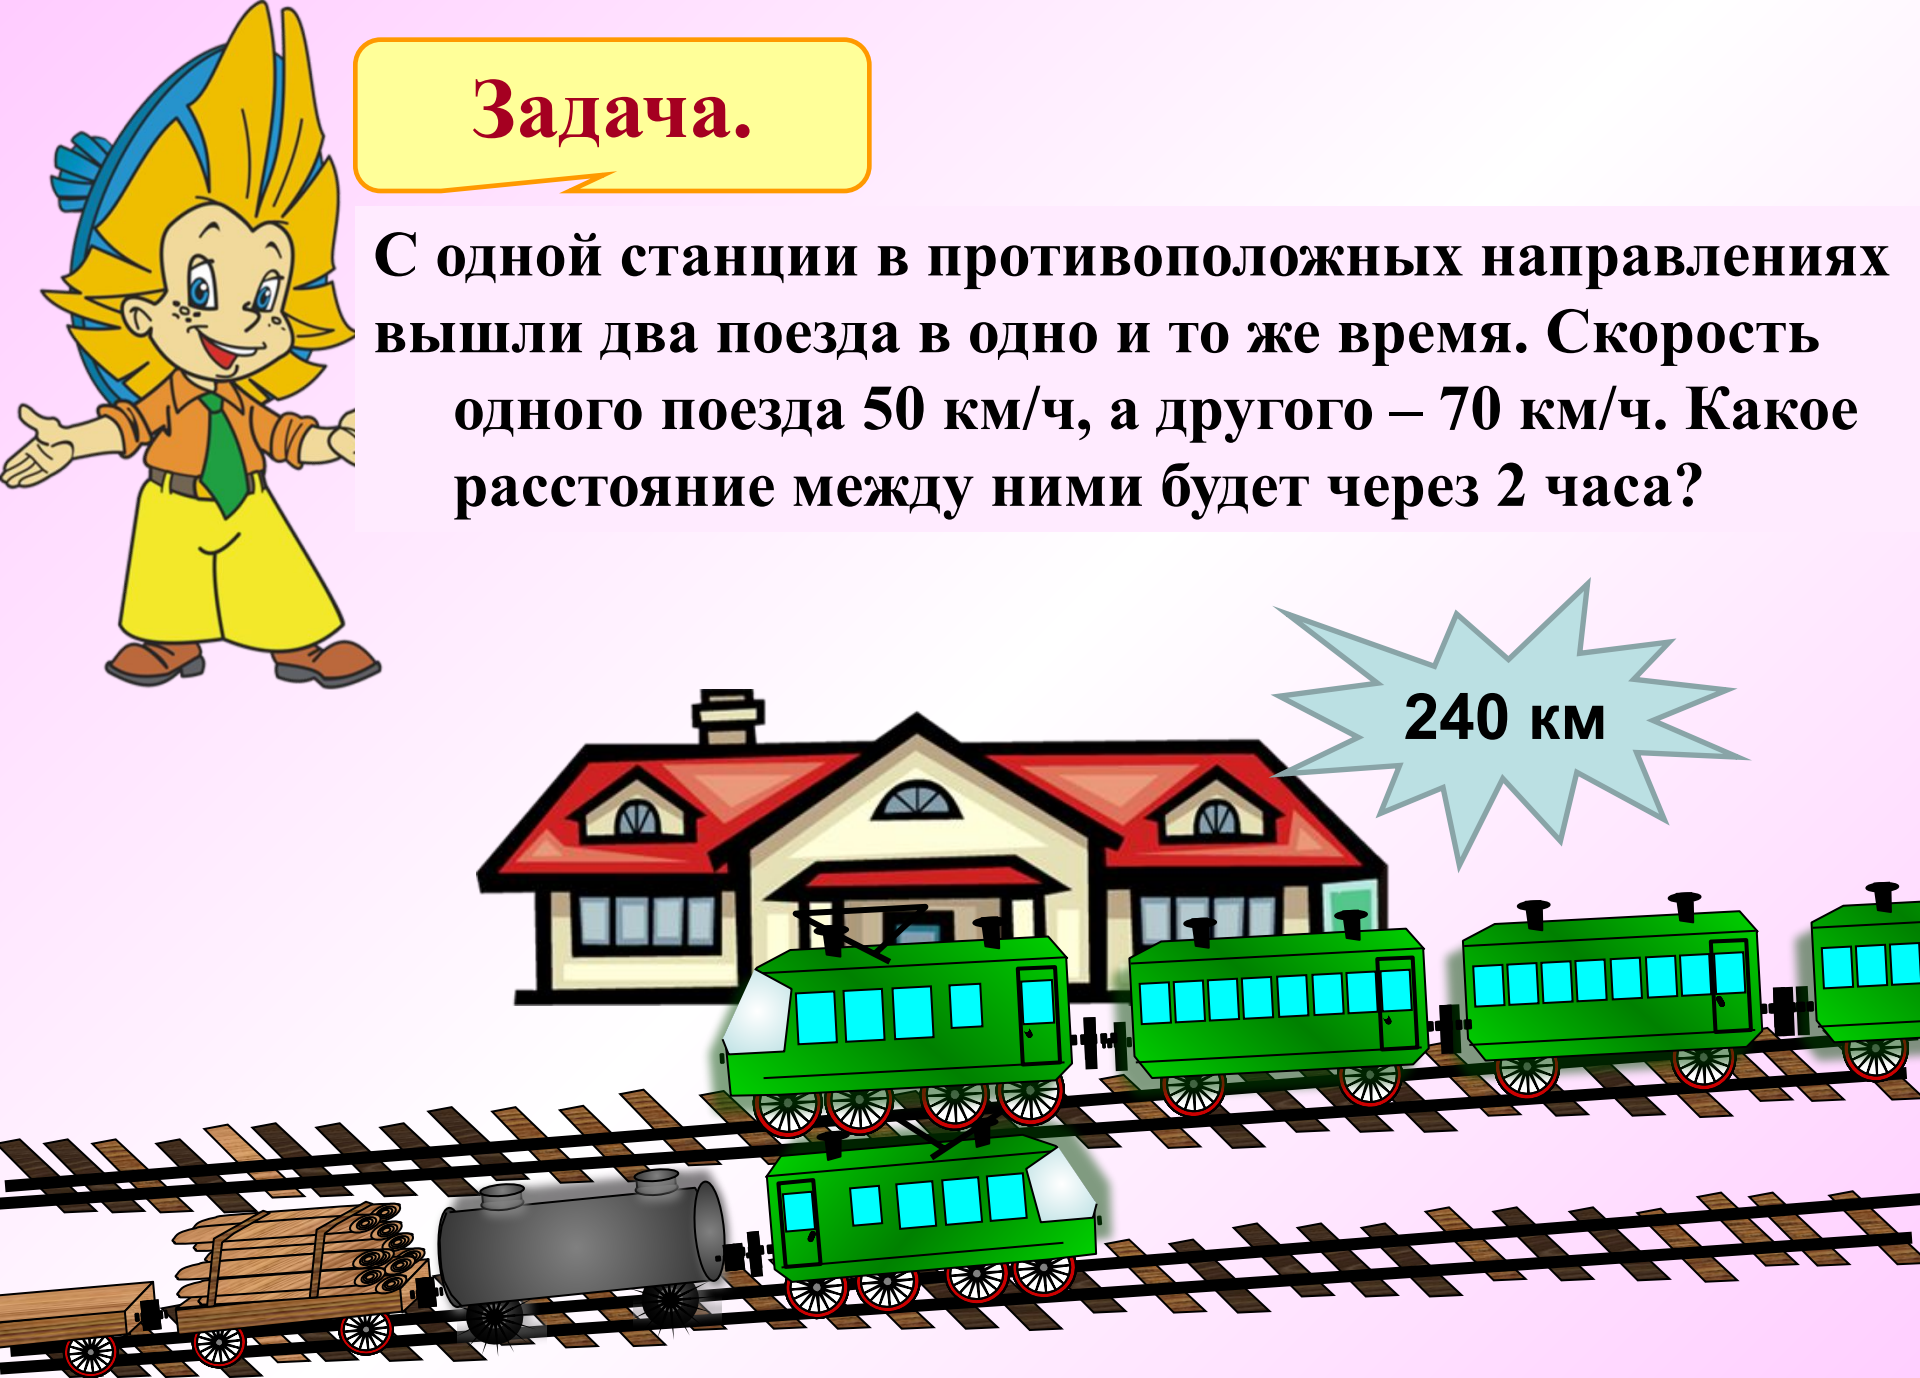 Задача.
С одной станции в противоположных направлениях
вышли два поезда в одно и то же время. Скорость
одного поезда 50 км/ч, а другого – 70 км/ч. Какое
расстояние между ними будет через 2 часа?
240 км